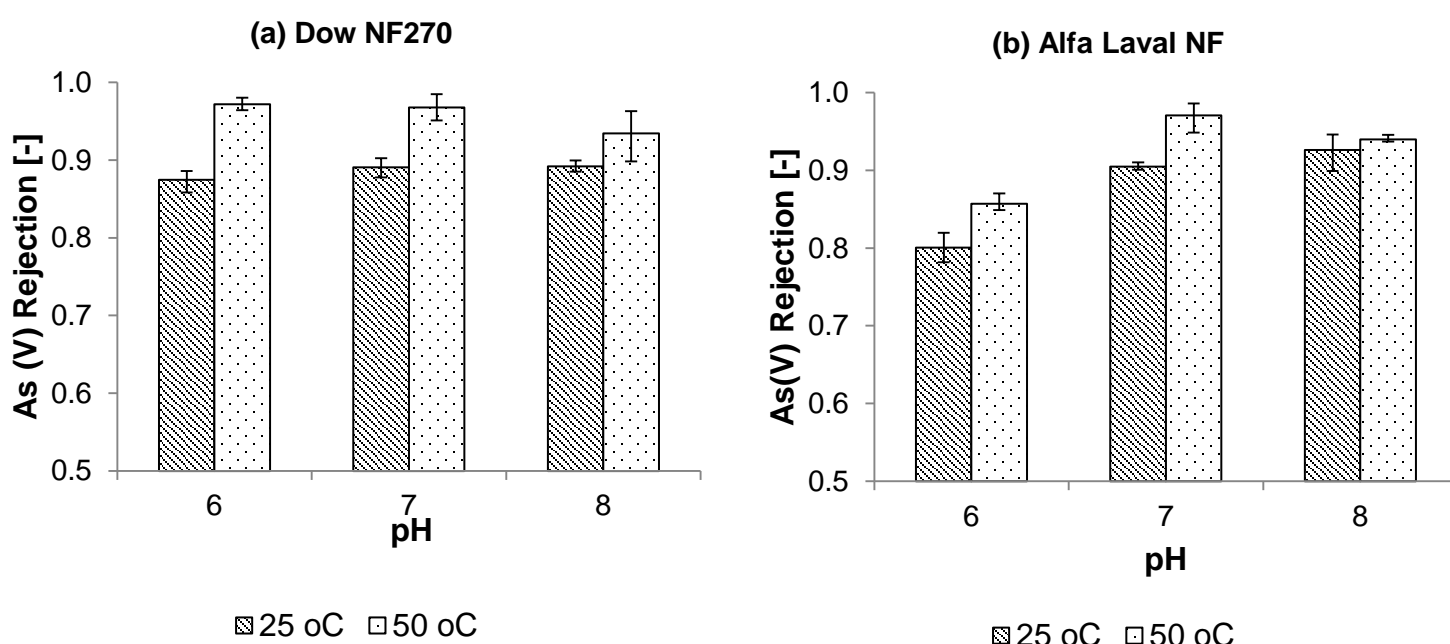 (a) Dow NF270
As (V) Rejection [-]
1.0
0.9
0.8
0.7
0.6
0.5
6 7 8
pH
25 oC 50 oC
(b) Alfa Laval NF
As(V) Rejection [-]
1.0
0.9
0.8
0.7
0.6
0.5
6 7 8
pH
25 oC 50 oC